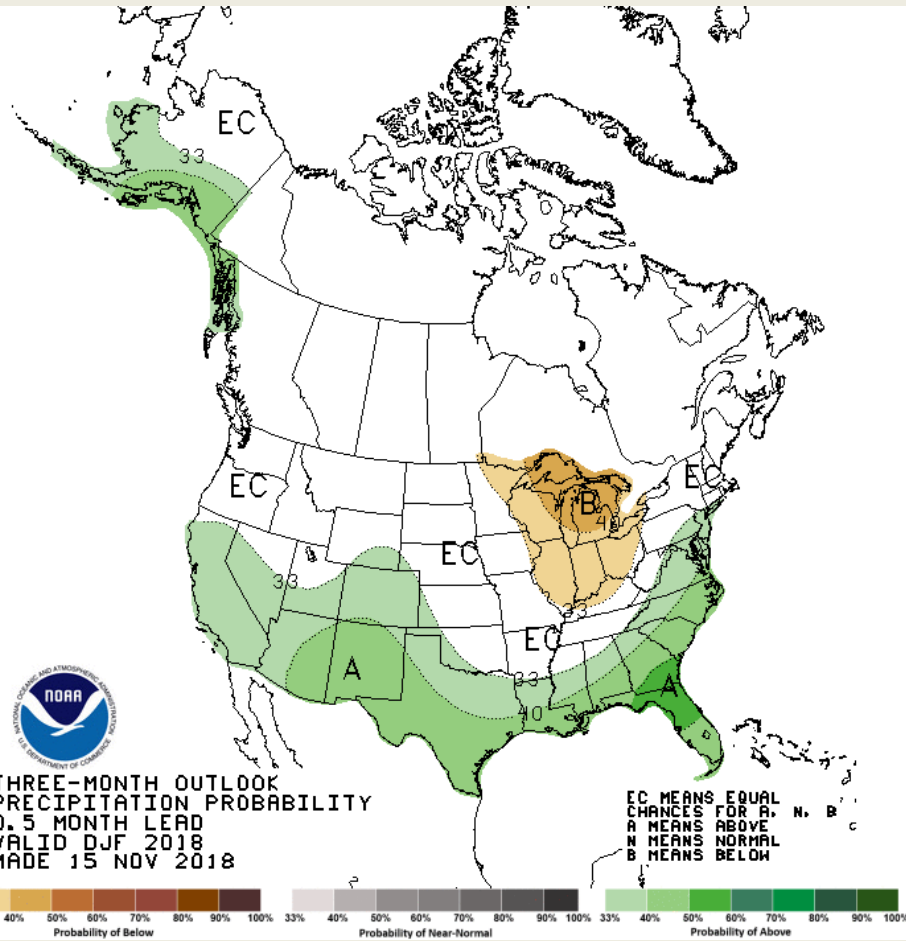 EC
33
A
EC
EC
B
4
EC
33
33
EC
A
33
A
40
NATIONAL OCEANIC AND ATMOSPHERIC ADMINISTRATION
NOAA
U.S. DEPARTMENT OF COMMERCE
THREE-MONTH OUTLOOK
PRECIPITATION PROBABILITY
0.5 MONTH LEAD
VALID DJF 2018
MADE 15 NOV 2018
EC MEANS EQUAL
CHANCES FOR A, N, B
A MEANS ABOVE
N MEANS NORMAL
B MEANS BELOW
40% 50% 60% 70% 80% 90% 100%
Probability of Below
33% 40% 50% 60% 70% 80% 90% 100%
Probability of Near-Normal
33% 40% 50% 60% 70% 80% 90% 100%
Probability of Above